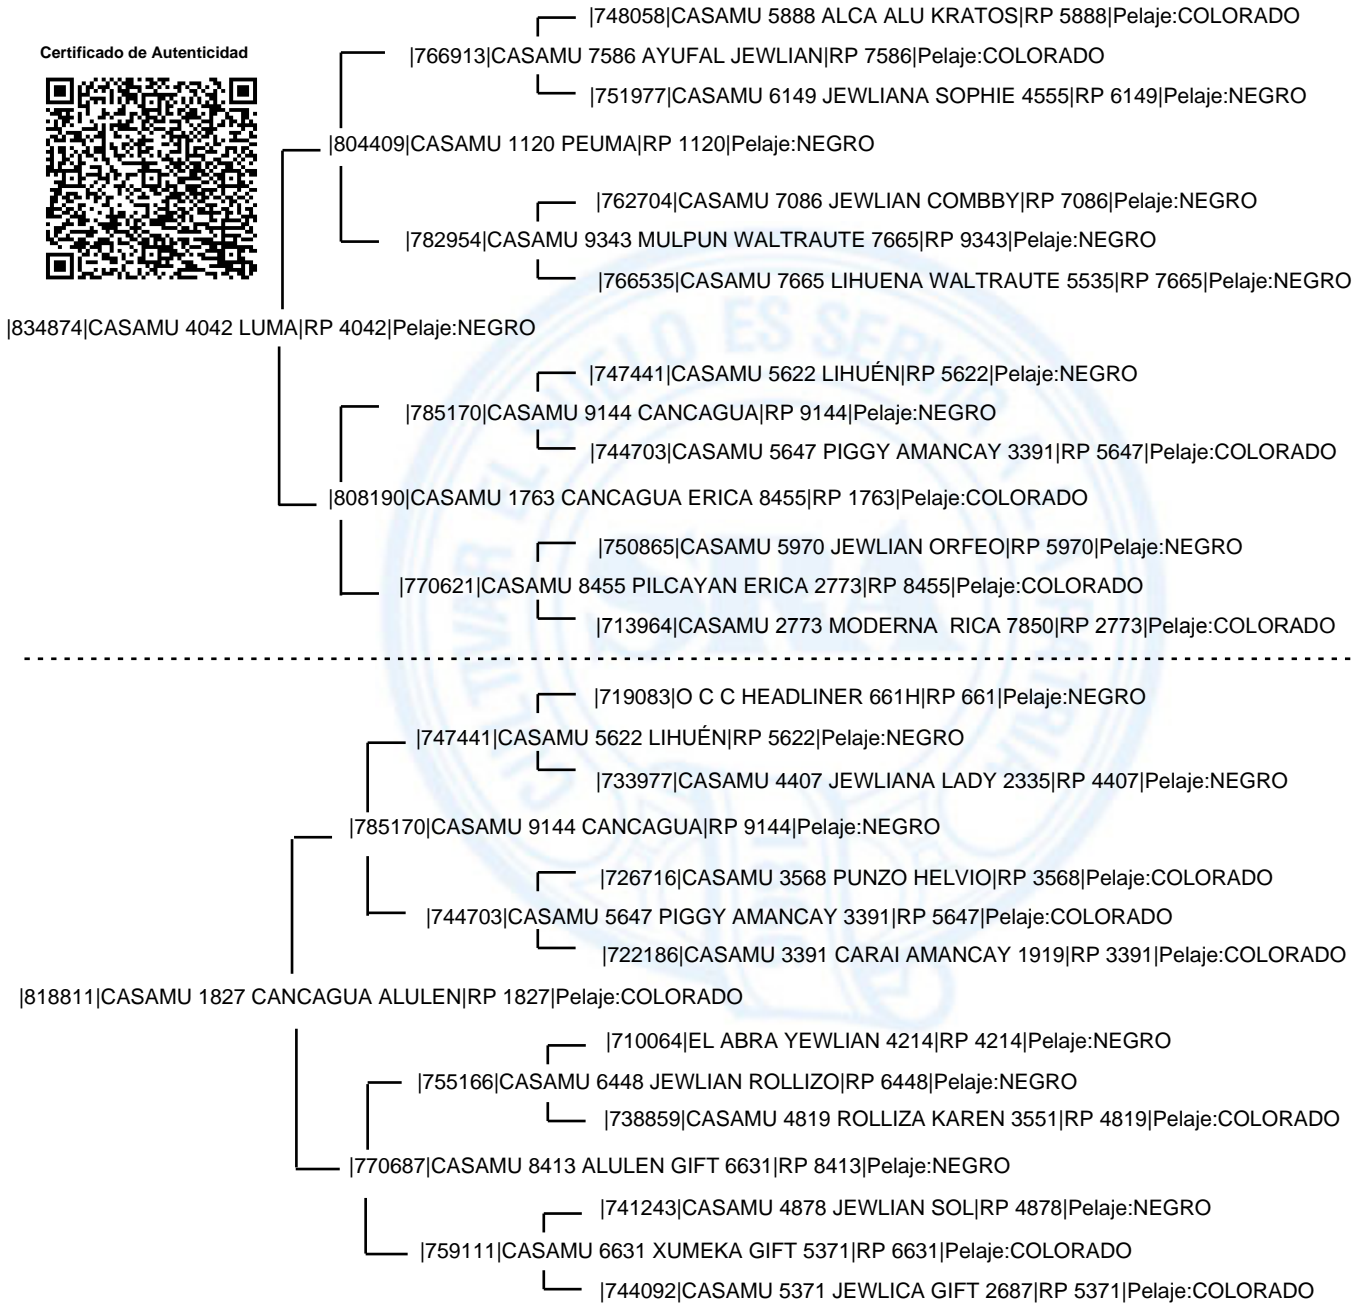 |748058|CASAMU 5888 ALCA ALU KRATOS|RP 5888|Pelaje:COLORADO
Certificado de Autenticidad
|766913|CASAMU 7586 AYUFAL JEWLIAN|RP 7586|Pelaje:COLORADO
|751977|CASAMU 6149 JEWLIANA SOPHIE 4555|RP 6149|Pelaje:NEGRO
|804409|CASAMU 1120 PEUMA|RP 1120|Pelaje:NEGRO
|762704|CASAMU 7086 JEWLIAN COMBBY|RP 7086|Pelaje:NEGRO
|782954|CASAMU 9343 MULPUN WALTRAUTE 7665|RP 9343|Pelaje:NEGRO
|766535|CASAMU 7665 LIHUENA WALTRAUTE 5535|RP 7665|Pelaje:NEGRO
|834874|CASAMU 4042 LUMA|RP 4042|Pelaje:NEGRO
|747441|CASAMU 5622 LIHUÉN|RP 5622|Pelaje:NEGRO
|785170|CASAMU 9144 CANCAGUA|RP 9144|Pelaje:NEGRO
|744703|CASAMU 5647 PIGGY AMANCAY 3391|RP 5647|Pelaje:COLORADO
|808190|CASAMU 1763 CANCAGUA ERICA 8455|RP 1763|Pelaje:COLORADO
|750865|CASAMU 5970 JEWLIAN ORFEO|RP 5970|Pelaje:NEGRO
|770621|CASAMU 8455 PILCAYAN ERICA 2773|RP 8455|Pelaje:COLORADO
|713964|CASAMU 2773 MODERNA  RICA 7850|RP 2773|Pelaje:COLORADO
|719083|O C C HEADLINER 661H|RP 661|Pelaje:NEGRO
|747441|CASAMU 5622 LIHUÉN|RP 5622|Pelaje:NEGRO
|733977|CASAMU 4407 JEWLIANA LADY 2335|RP 4407|Pelaje:NEGRO
|785170|CASAMU 9144 CANCAGUA|RP 9144|Pelaje:NEGRO
|726716|CASAMU 3568 PUNZO HELVIO|RP 3568|Pelaje:COLORADO
|744703|CASAMU 5647 PIGGY AMANCAY 3391|RP 5647|Pelaje:COLORADO
|722186|CASAMU 3391 CARAI AMANCAY 1919|RP 3391|Pelaje:COLORADO
|818811|CASAMU 1827 CANCAGUA ALULEN|RP 1827|Pelaje:COLORADO
|710064|EL ABRA YEWLIAN 4214|RP 4214|Pelaje:NEGRO
|755166|CASAMU 6448 JEWLIAN ROLLIZO|RP 6448|Pelaje:NEGRO
|738859|CASAMU 4819 ROLLIZA KAREN 3551|RP 4819|Pelaje:COLORADO
|770687|CASAMU 8413 ALULEN GIFT 6631|RP 8413|Pelaje:NEGRO
|741243|CASAMU 4878 JEWLIAN SOL|RP 4878|Pelaje:NEGRO
|759111|CASAMU 6631 XUMEKA GIFT 5371|RP 6631|Pelaje:COLORADO
|744092|CASAMU 5371 JEWLICA GIFT 2687|RP 5371|Pelaje:COLORADO
CULTIVAR EL SUELO ES SERVIR A LA PATRIA